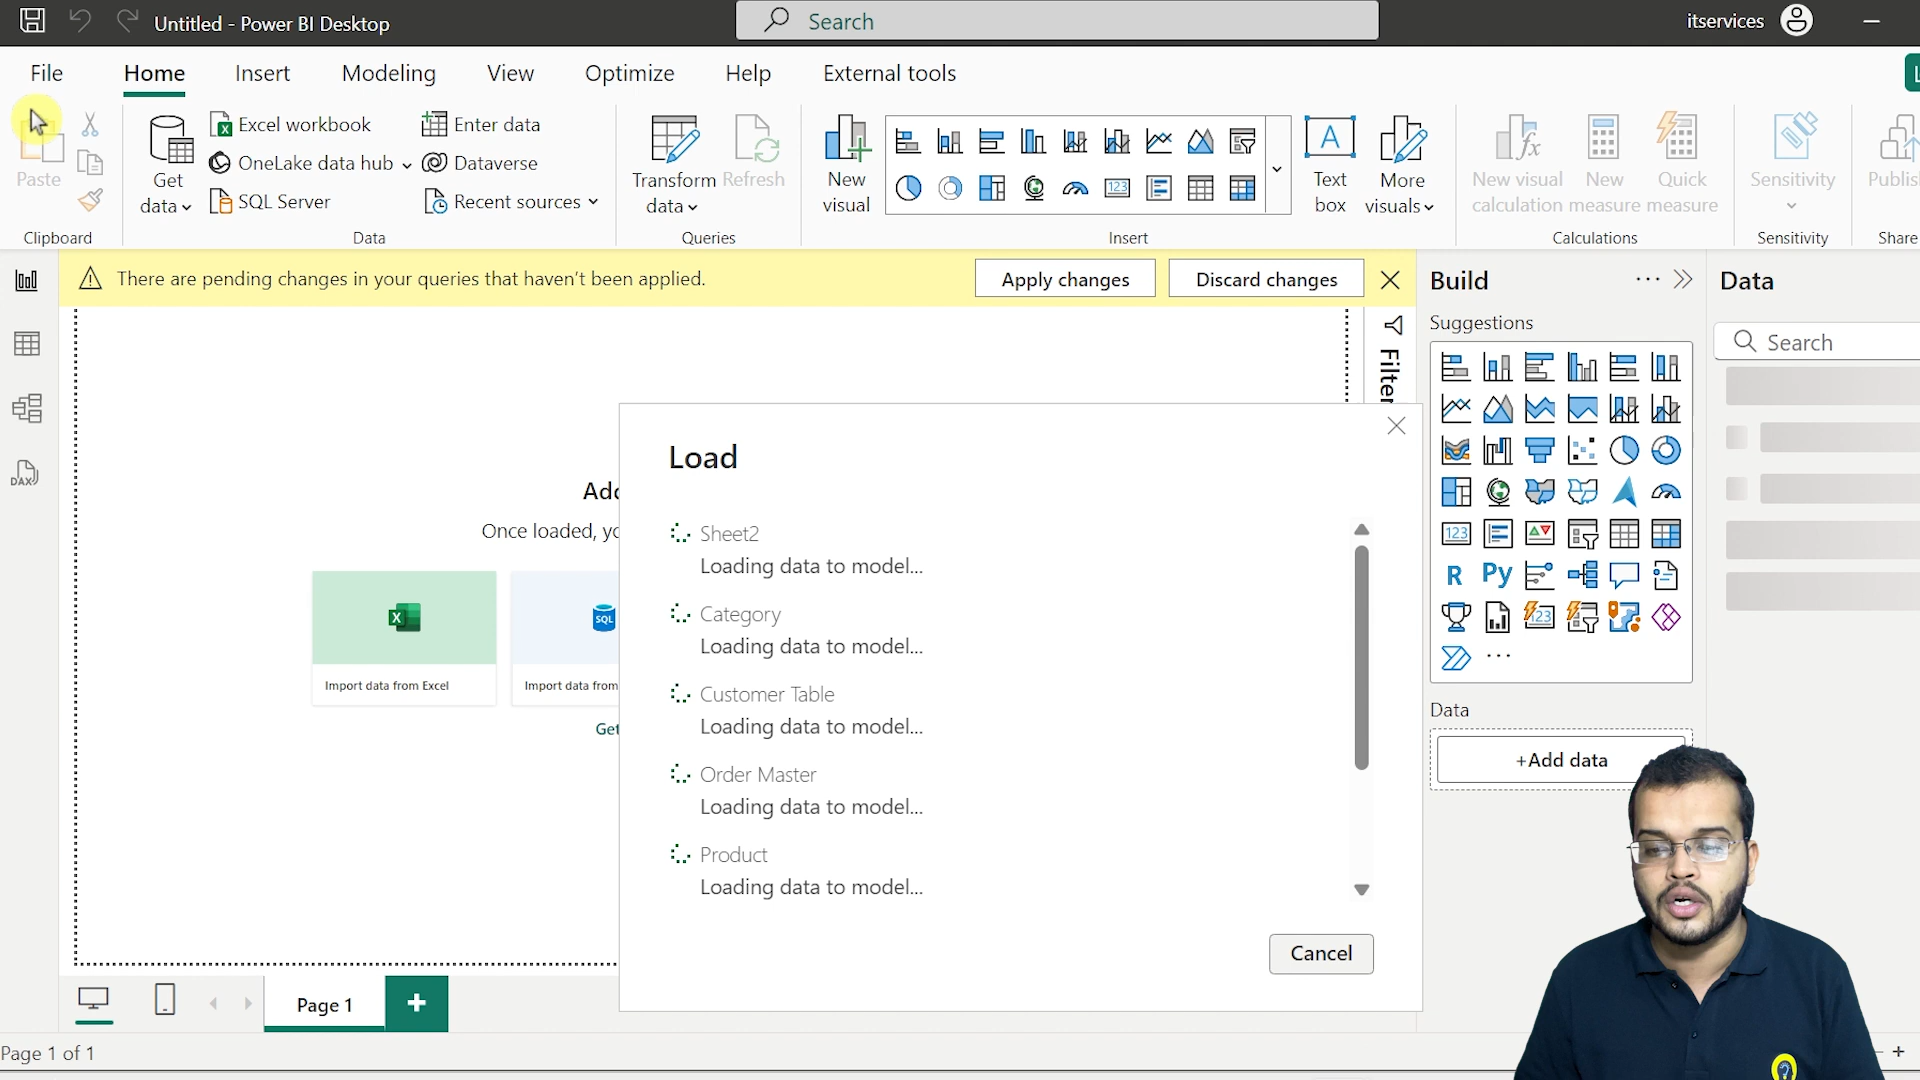 Untitled - Power BI Desktop
Search
itservices
File
Home
Insert
Modeling
View
Optimize
Help
External tools
Paste
Clipboard
Get
data
Excel workbook
OneLake data hub
SQL Server
Enter data
Dataverse
Recent sources
Data
Transform
data
Refresh
Queries
New
visual
123
Insert
A
Text
box
More
visuals
New visual
calculation
New
measure
Quick
measure
Calculations
Sensitivity
Sensitivity
Share
There are pending changes in your queries that haven't been applied.
Apply changes
Discard changes
Build
Data
Suggestions
Search
DAX
Once loaded,
Import data from Excel
SQL
Import data from
Load
Sheet2
Loading data to model...
Category
Loading data to model...
Customer Table
Loading data to model...
Order Master
Loading data to model...
Product
Loading data to model...
Cancel
123
R
Py
123
Data
+Add data
Page 1
Page 1 of 1